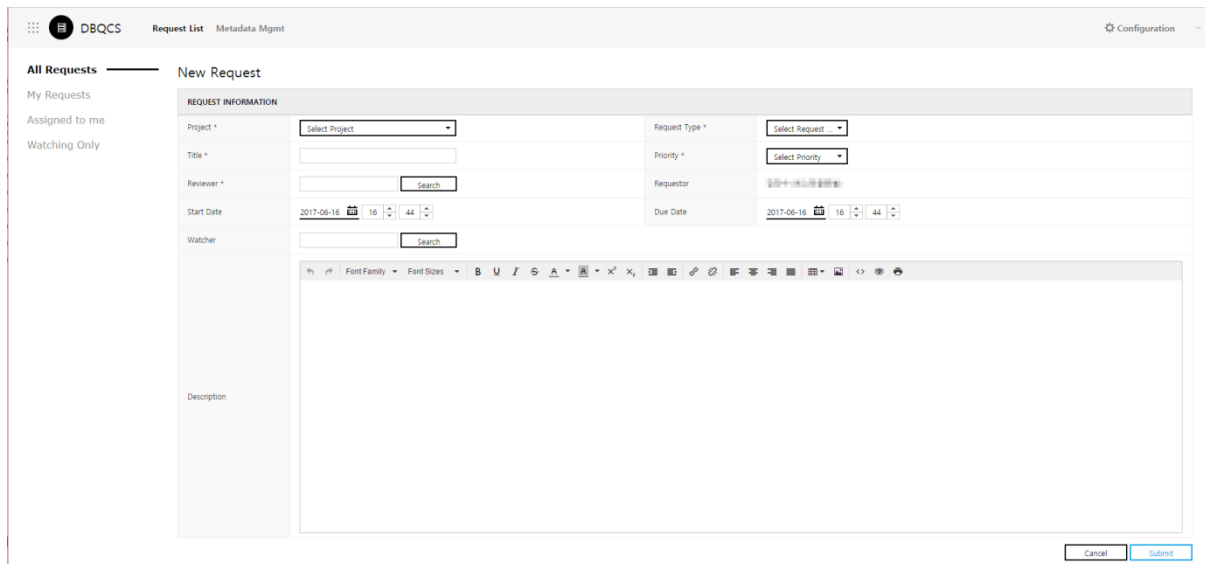 DBQCS Request List Metadata Mgmt Configuration
All Requests
My Requests
Assigned to me
Watching Only
New Request
REQUEST INFORMATION
Project * Select Project Request Type * Select Request ...
Title * Priority * Select Priority
Reviewer * Search Requestor
Start Date 2017-06-16 16 44 Due Date 2017-06-16 16 44
Watcher Search
Font Family Font Sizes B U I S A A X² X₂
Description
Cancel Submit